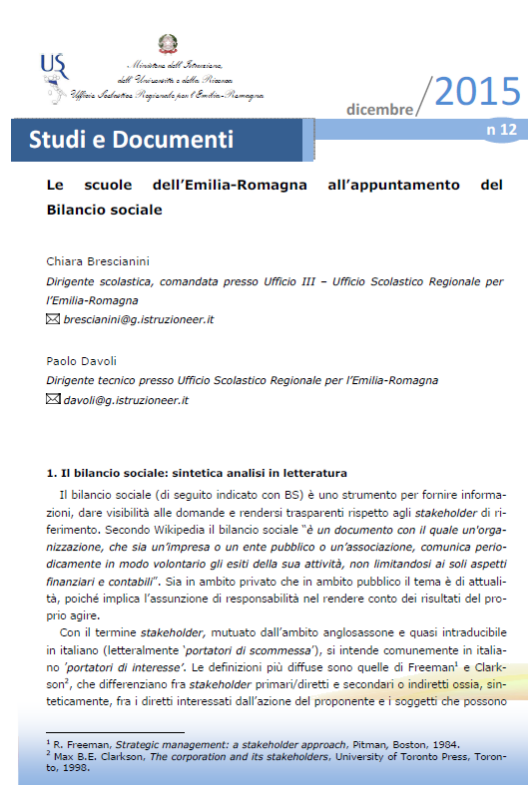 US
Ministero dell'Istruzione,
dell'Università e della Ricerca
Ufficio Scolastico Regionale per l'Emilia-Romagna
dicembre/2015
n 12
Studi e Documenti
Le scuole dell'Emilia-Romagna all'appuntamento del
Bilancio sociale
Chiara Brescianini
Dirigente scolastica, comandata presso Ufficio III – Ufficio Scolastico Regionale per
l'Emilia-Romagna
brescianini@g.istruzioneer.it
Paolo Davoli
Dirigente tecnico presso Ufficio Scolastico Regionale per l'Emilia-Romagna
davoli@g.istruzioneer.it
1. Il bilancio sociale: sintetica analisi in letteratura
Il bilancio sociale (di seguito indicato con BS) è uno strumento per fornire informa-
zioni, dare visibilità alle domande e rendersi trasparenti rispetto agli stakeholder di ri-
ferimento. Secondo Wikipedia il bilancio sociale "è un documento con il quale un'orga-
nizzazione, che sia un'impresa o un ente pubblico o un'associazione, comunica perio-
dicamente in modo volontario gli esiti della sua attività, non limitandosi ai soli aspetti
finanziari e contabili". Sia in ambito privato che in ambito pubblico il tema è di attuali-
tà, poiché implica l'assunzione di responsabilità nel rendere conto dei risultati del pro-
prio agire.
Con il termine stakeholder, mutuato dall'ambito anglosassone e quasi intraducibile
in italiano (letteralmente 'portatori di scommessa'), si intende comunemente in italia-
no 'portatori di interesse'. Le definizioni più diffuse sono quelle di Freeman¹ e Clark-
son², che differenziano fra stakeholder primari/diretti e secondari o indiretti ossia, sin-
teticamente, fra i diretti interessati dall'azione del proponente e i soggetti che possono
¹ R. Freeman, Strategic management: a stakeholder approach, Pitman, Boston, 1984.
² Max B.E. Clarkson, The corporation and its stakeholders, University of Toronto Press, Toron-
to, 1998.